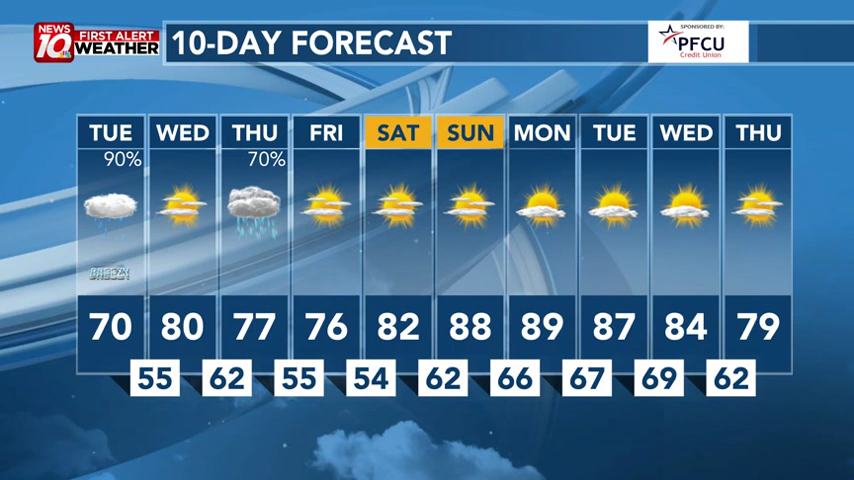 NEWS
10
FIRST ALERT
WEATHER
10-DAY FORECAST
SPONSORED BY:
PFCU
Credit Union
TUE WED THU FRI SAT SUN MON TUE WED THU
90% 70%
BREEZY
70 80 77 76 82 88 89 87 84 79
55 62 55 54 62 66 67 69 62